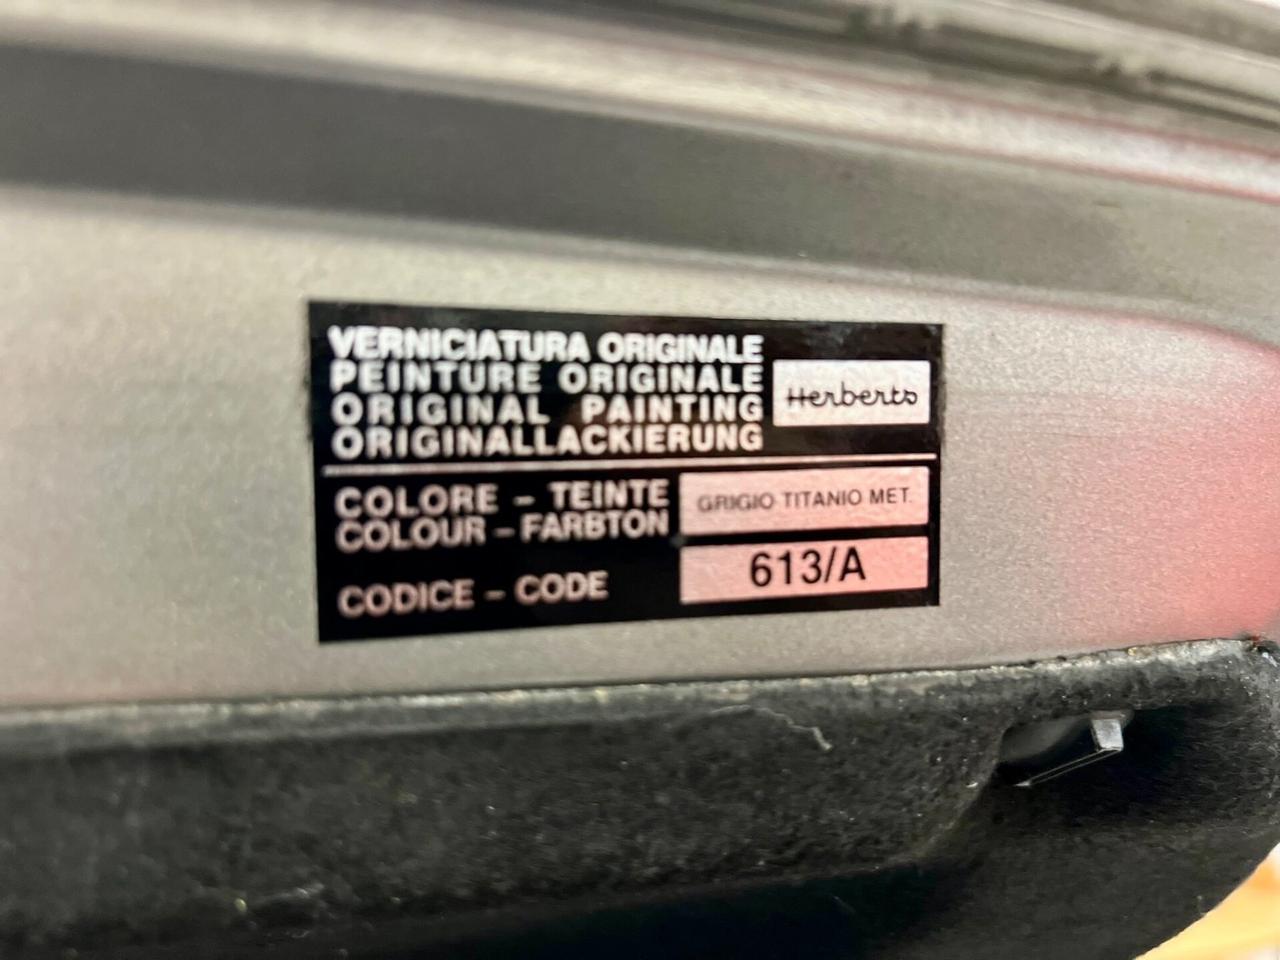 VERNICIATURA ORIGINALE
PEINTURE ORIGINALE
ORIGINAL PAINTING
ORIGINALLACKIERUNG
Herberts
COLORE - TEINTE
COLOUR - FARBTON
GRIGIO TITANIO MET.
CODICE - CODE
613/A